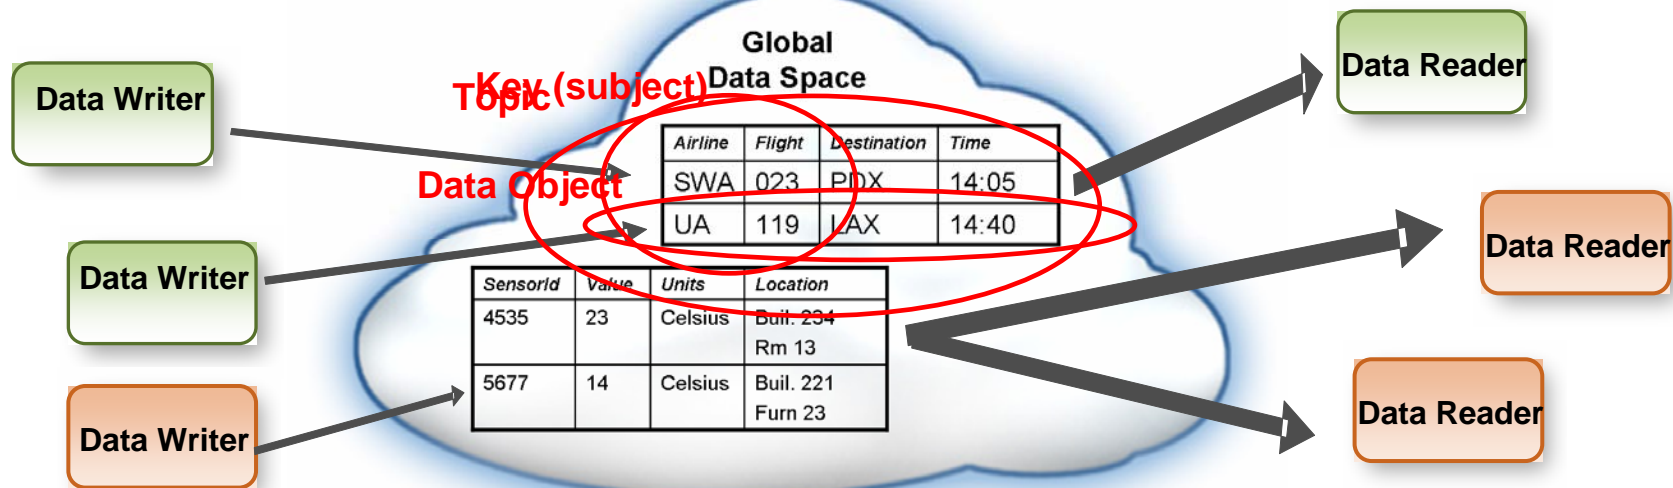 Global
Data Space
Key (subject)
Topic
Data Object
Data Writer
Data Writer
Data Writer
Data Reader
Data Reader
Data Reader
Airline Flight Destination Time
SWA 023 PDX 14:05
UA 119 LAX 14:40
SensorId Value Units Location
4535 23 Celsius Buil. 234
Rm 13
5677 14 Celsius Buil. 221
Furn 23